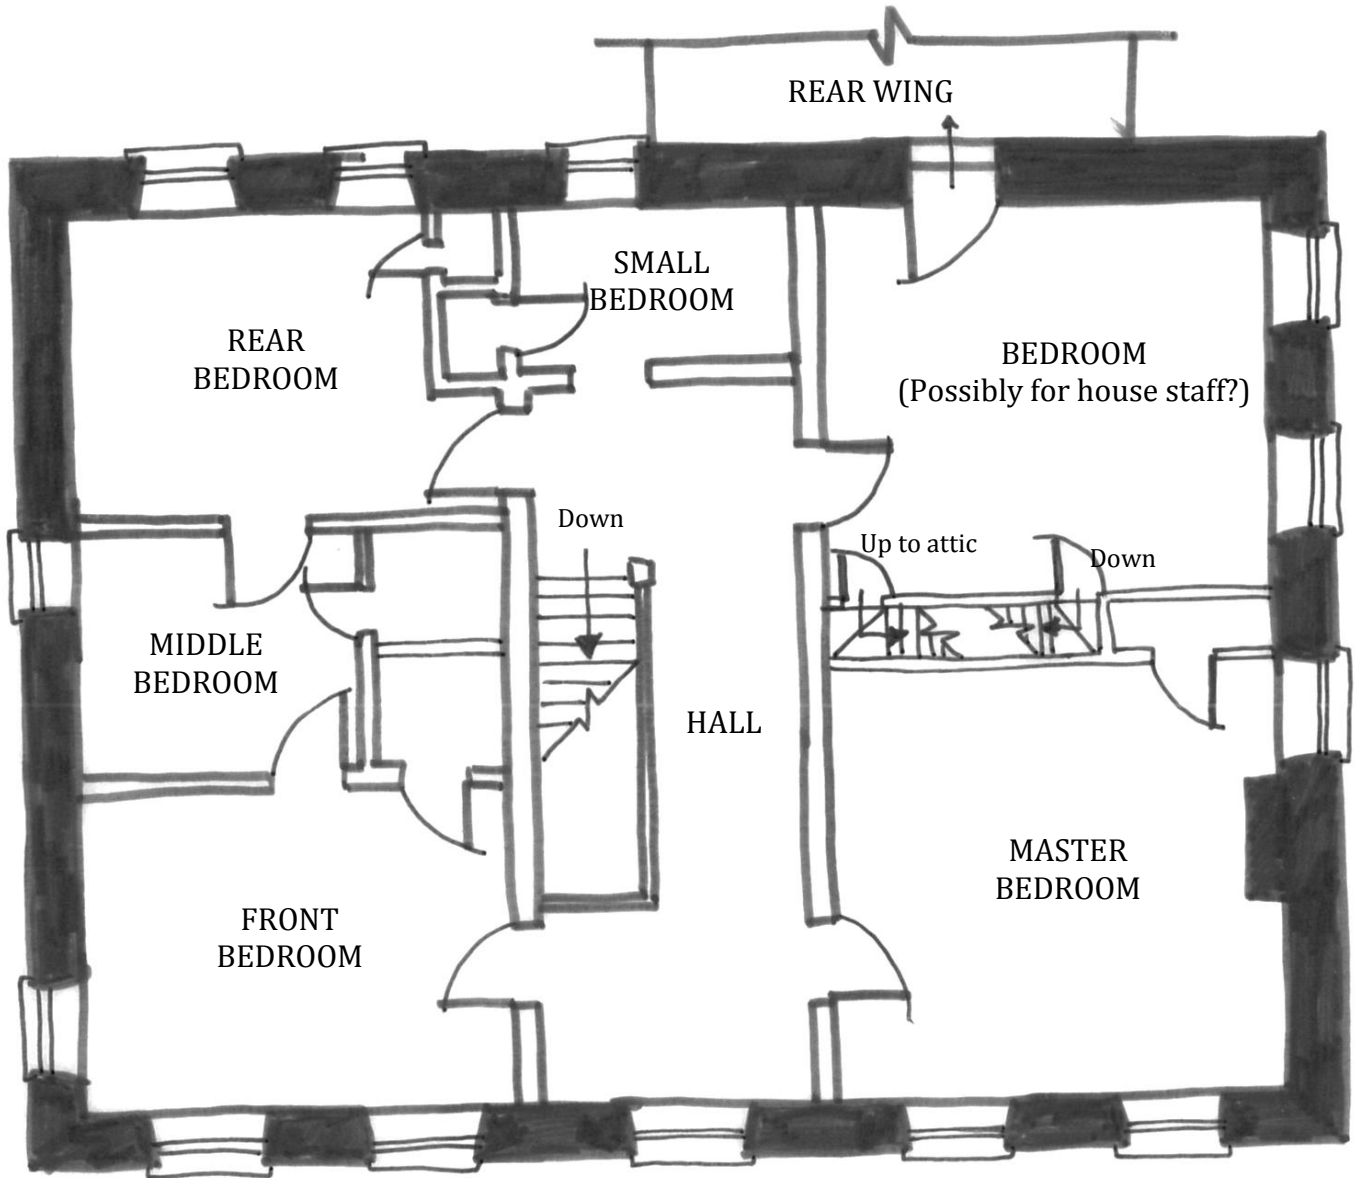 REAR WING
SMALL
BEDROOM
REAR
BEDROOM
BEDROOM
(Possibly for house staff?)
Down
Up to attic
Down
MIDDLE
BEDROOM
HALL
MASTER
BEDROOM
FRONT
BEDROOM